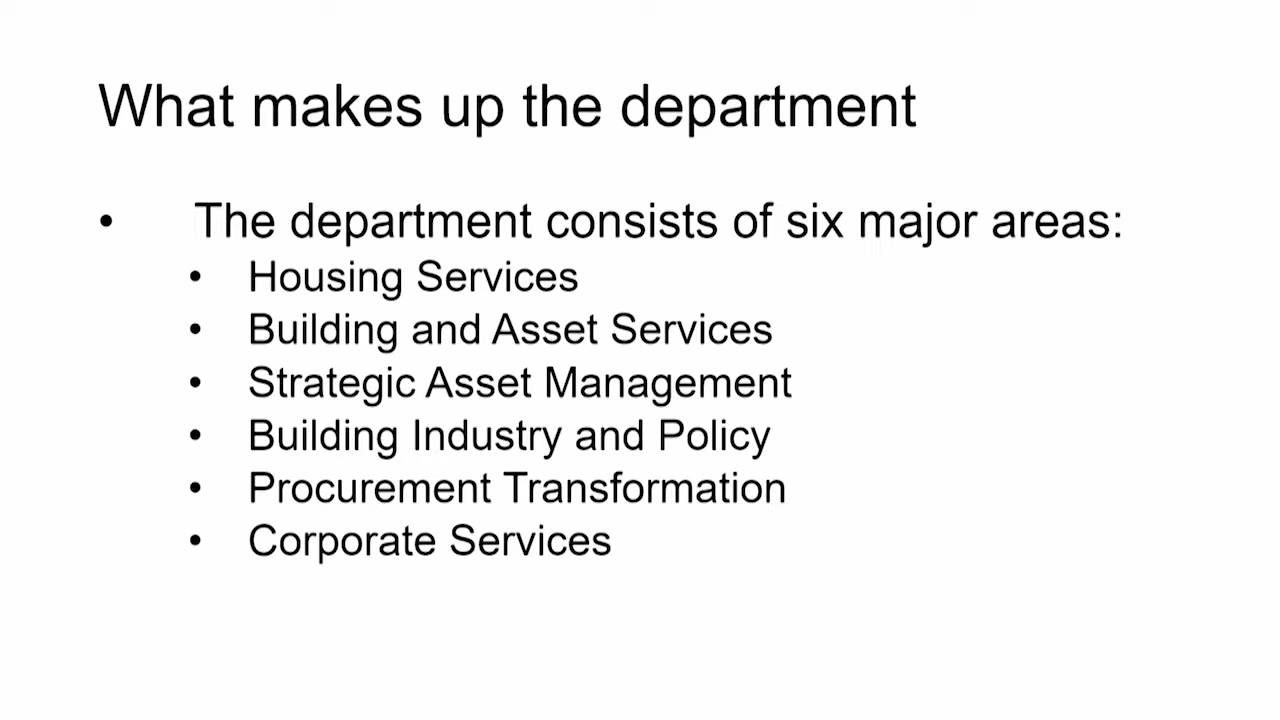 What makes up the department
• The department consists of six major areas:
• Housing Services
• Building and Asset Services
• Strategic Asset Management
• Building Industry and Policy
• Procurement Transformation
• Corporate Services